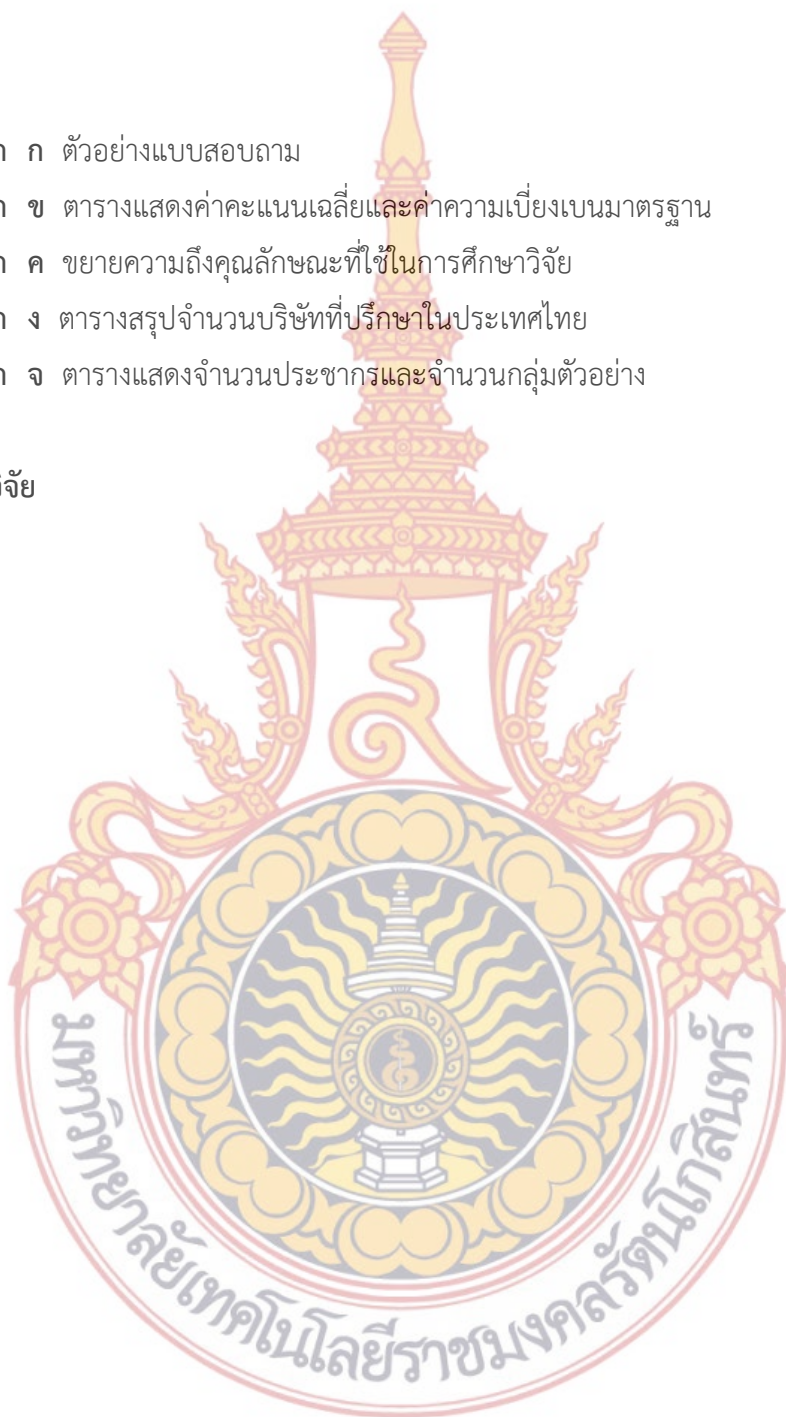 ก ตัวอย่างแบบสอบถาม
ข ตารางแสดงค่าคะแนนเฉลี่ยและค่าความเบี่ยงเบนมาตรฐาน
ค ขยายความถึงคุณลักษณะที่ใช้ในการศึกษาวิจัย
ง ตารางสรุปจำนวนบริษัทที่ปรึกษาในประเทศไทย
จ ตารางแสดงจำนวนประชากรและจำนวนกลุ่มตัวอย่าง
วิจัย
มหาวิทยาลัยเทคโนโลยีราชมงคลรัตนโกสินทร์